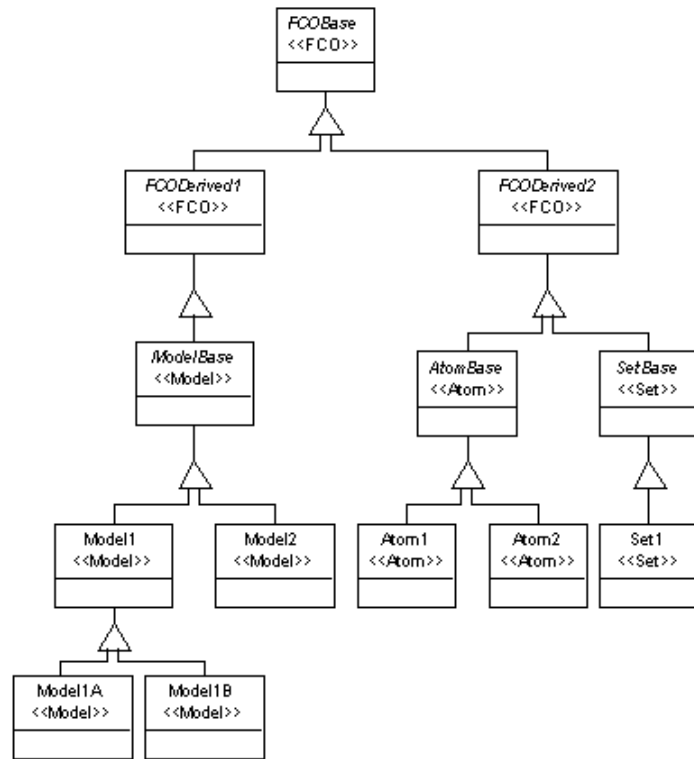 FCOBase
<<FCO>>
FCODerived1
<<FCO>>
FCODerived2
<<FCO>>
ModelBase
<<Model>>
AtomBase
<<Atom>>
SetBase
<<Set>>
Model1
<<Model>>
Model2
<<Model>>
Atom1
<<Atom>>
Atom2
<<Atom>>
Set1
<<Set>>
Model1A
<<Model>>
Model1B
<<Model>>